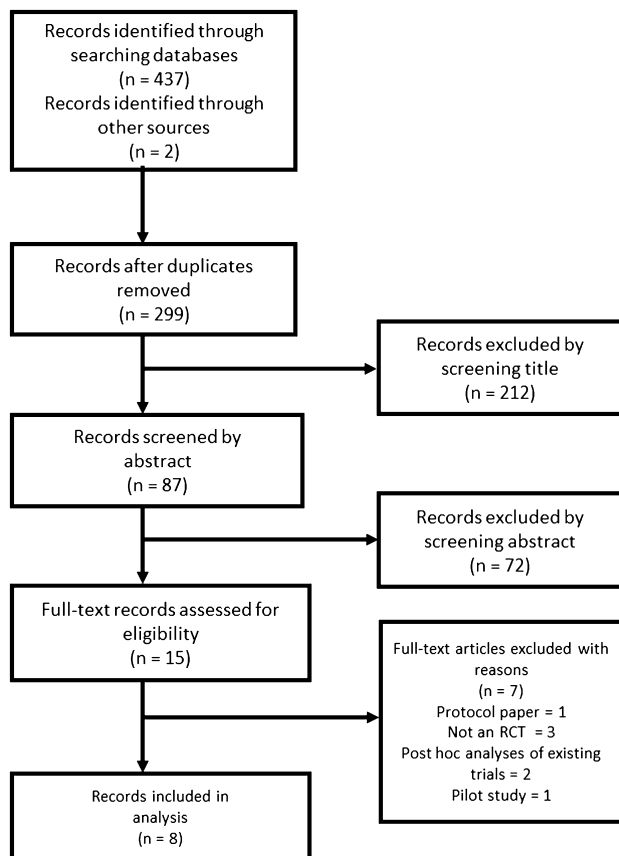 Records identified through
searching databases
(n = 437)
Records identified through
other sources
(n = 2)
Records after duplicates
removed
(n = 299)
Records excluded by
screening title
(n = 212)
Records screened by
abstract
(n = 87)
Records excluded by
screening abstract
(n = 72)
Full-text records assessed for
eligibility
(n = 15)
Full-text articles excluded with
reasons
(n = 7)
Protocol paper = 1
Not an RCT = 3
Post hoc analyses of existing
trials = 2
Pilot study = 1
Records included in
analysis
(n = 8)